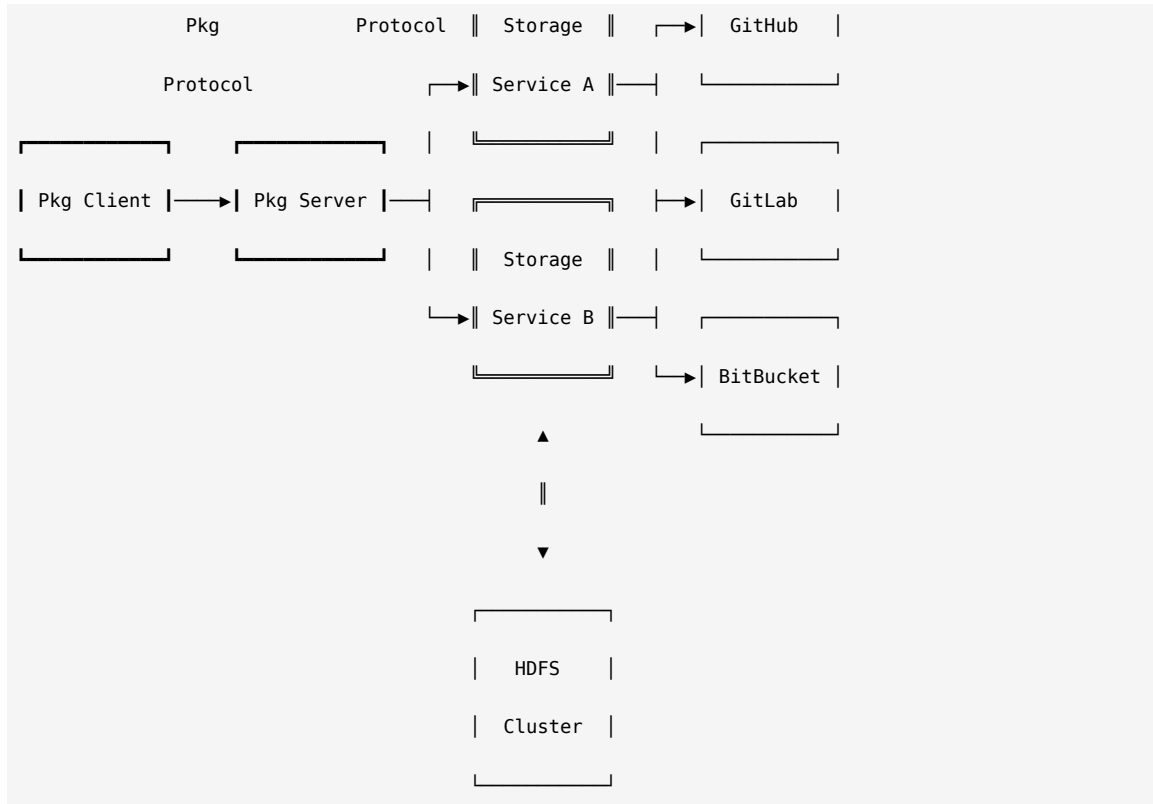 Pkg Protocol ║ Storage ║ ┌──►│ GitHub │
Protocol ┌──►║ Service A ║───┤ └────────────┘
┏━━━━━━━━━━━━┓ ┏━━━━━━━━━━━━┓ │ ╚═══════════╝ │ ┌────────────┐
┃ Pkg Client ┃────►┃ Pkg Server ┃───┤ ╔═══════════╗ ├──►│ GitLab │
┗━━━━━━━━━━━━┛ ┗━━━━━━━━━━━━┛ │ ║ Storage ║ │ └────────────┘
└──►║ Service B ║───┤ ┌────────────┐
╚═══════════╝ └──►│ BitBucket │
▲ └────────────┘
║
▼
┌───────────┐
│ HDFS │
│ Cluster │
└───────────┘